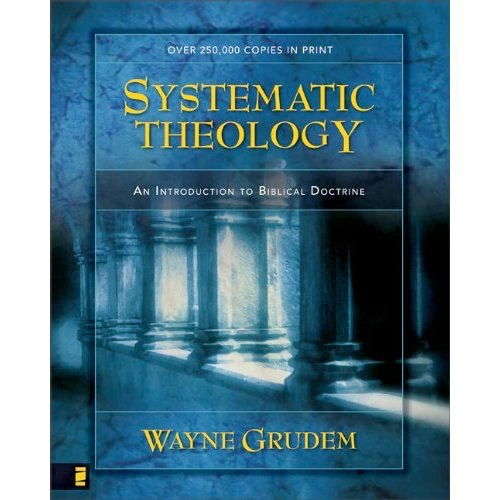 OVER 250,000 COPIES IN PRINT
SYSTEMATIC
THEOLOGY
AN INTRODUCTION TO BIBLICAL DOCTRINE
WAYNE GRUDEM